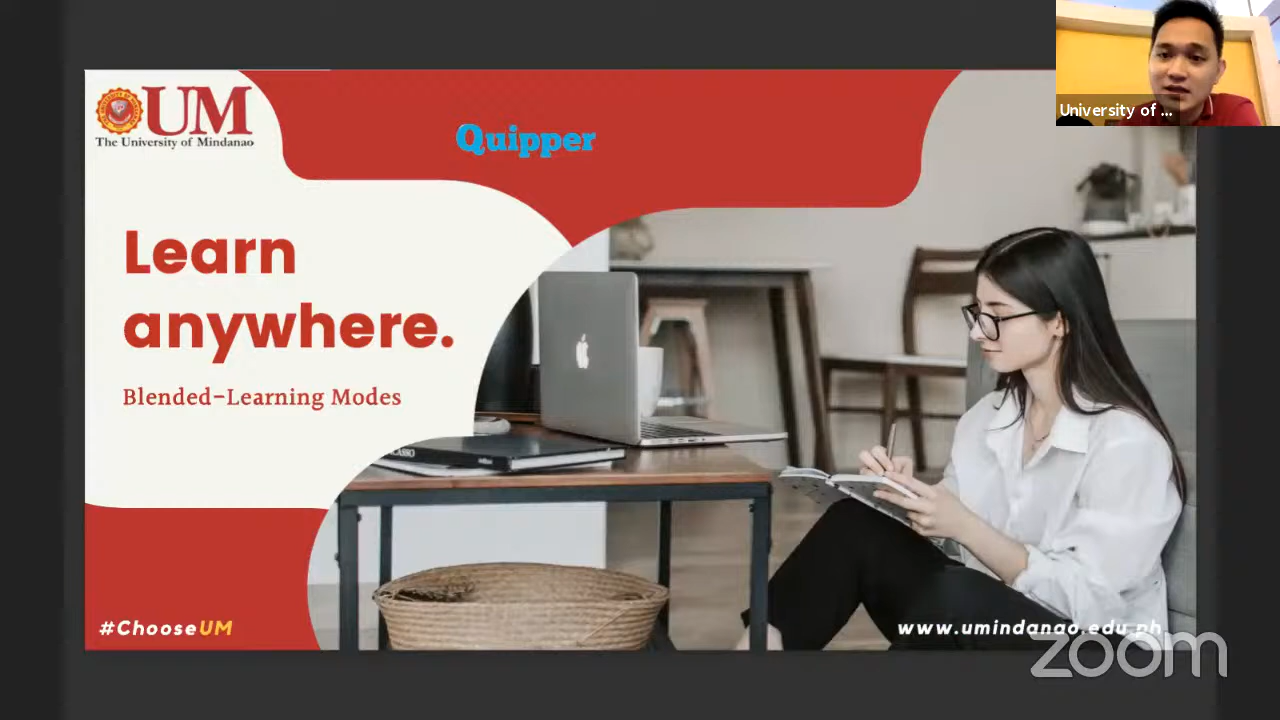 UM
The University of Mindanao
Quipper
University of ...
Learn
anywhere.
Blended-Learning Modes
#ChooseUM
www.umindanao.edu.ph
zoom